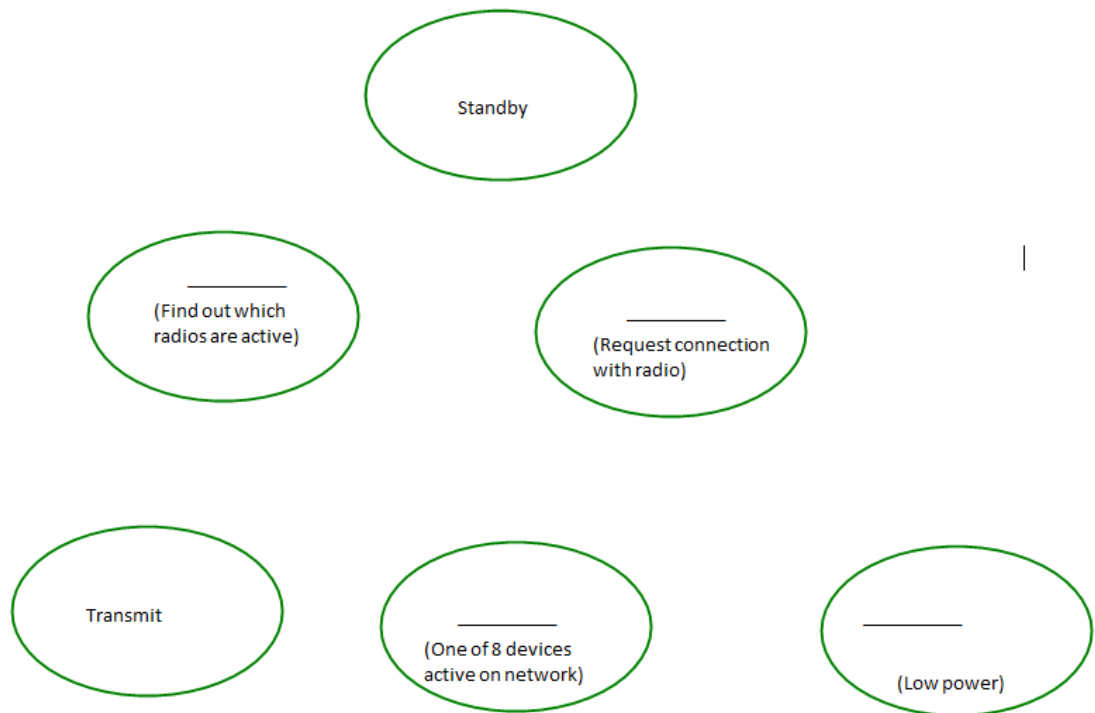 Standby
(Find out which
radios are active)
(Request connection
with radio)
Transmit
(One of 8 devices
active on network)
(Low power)